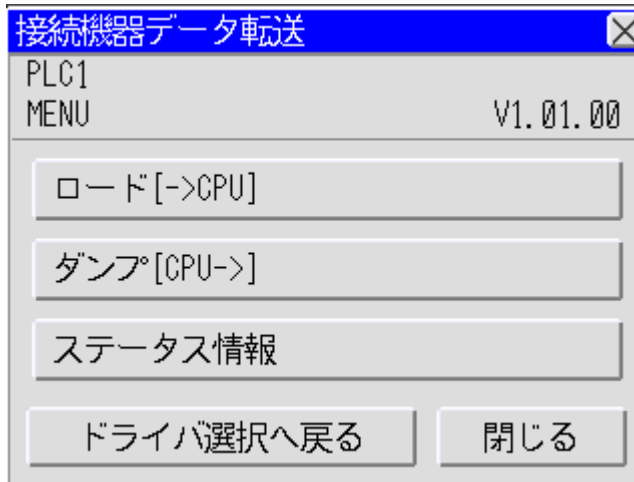 接続機器データ転送
PLC1
MENU V1.01.00
ロード[->CPU]
ダンプ[CPU->]
ステータス情報
ドライバ選択へ戻る 閉じる